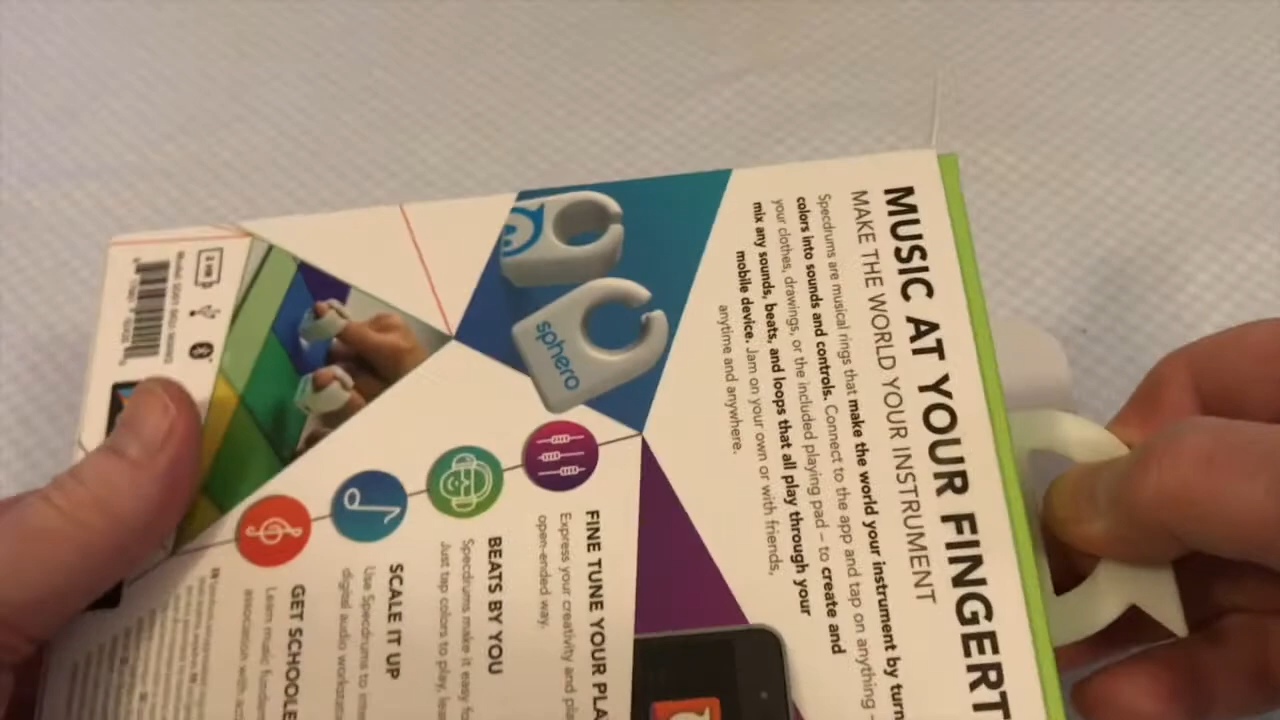 MUSIC AT YOUR FINGERT
MAKE THE WORLD YOUR INSTRUMENT
Specdrums are musical rings that make the world your instrument by turn
colors into sounds and controls. Connect to the app and tap on anything –
your clothes, drawings, or the included playing pad – to create and
mix any sounds, beats, and loops that all play through your
mobile device. Jam on your own or with friends,
anytime and anywhere.
sphero
FINE TUNE YOUR PLA
Express your creativity and pla
open-ended way.
BEATS BY YOU
Specdrums make it easy fo
Just tap colors to play, lea
SCALE IT UP
Use Specdrums to inte
digital audio worksta
GET SCHOOLE
Learn music fundam
association with act